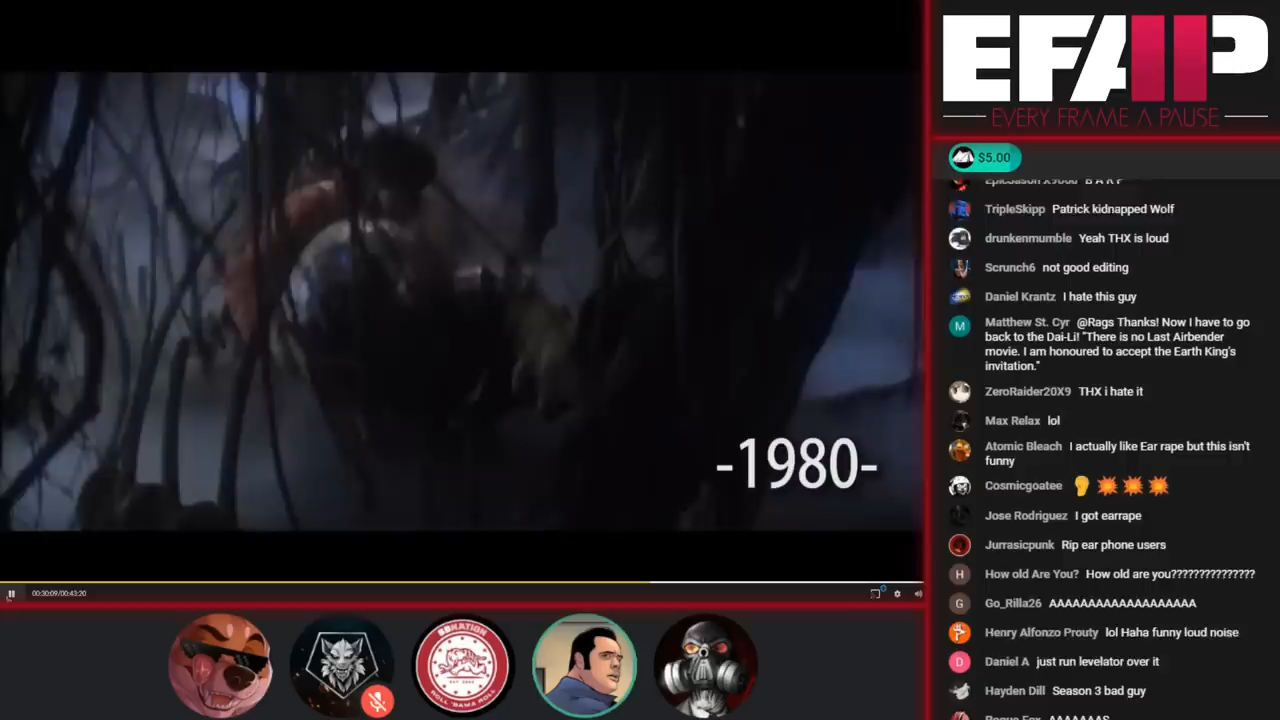 EFAP
EVERY FRAME A PAUSE
$5.00
TripleSkipp Patrick kidnapped Wolf
drunkenmumble Yeah THX is loud
Scrunch6 not good editing
Daniel Krantz I hate this guy
M
Matthew St. Cyr @Rags Thanks! Now I have to go
back to the Dai-Li! "There is no Last Airbender
movie. I am honoured to accept the Earth King's
invitation."
ZeroRaider20X9 THX i hate it
Max Relax lol
Atomic Bleach I actually like Ear rape but this isn't
funny
Cosmicgoatee 👂💥💥💥
Jose Rodriguez I got earrape
Jurrasicpunk Rip ear phone users
H
How old Are You? How old are you???????????????
G
Go_Rilla26 AAAAAAAAAAAAAAAAAAA
Henry Alfonzo Prouty lol Haha funny loud noise
D
Daniel A just run levelator over it
Hayden Dill Season 3 bad guy
-1980-
00:30:09/00:43:20
BBNATION
ROLL 'BAMA ROLL